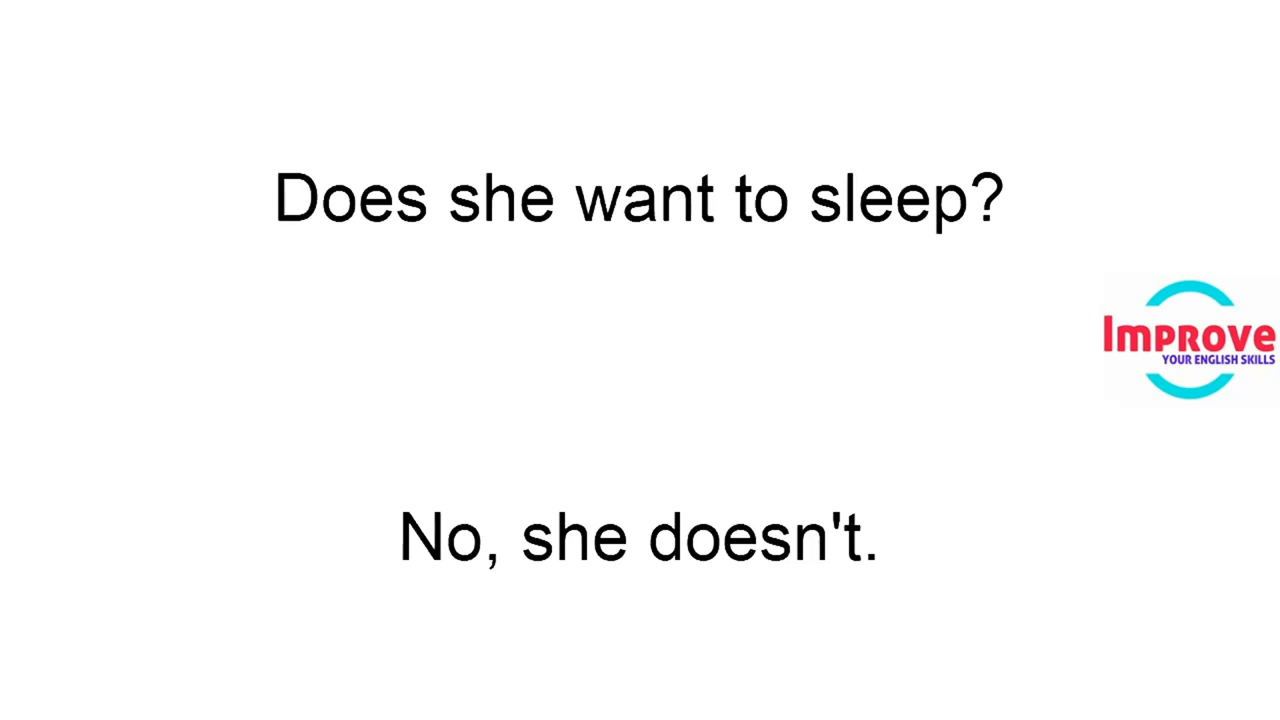 Does she want to sleep?
Improve
YOUR ENGLISH SKILLS
No, she doesn't.